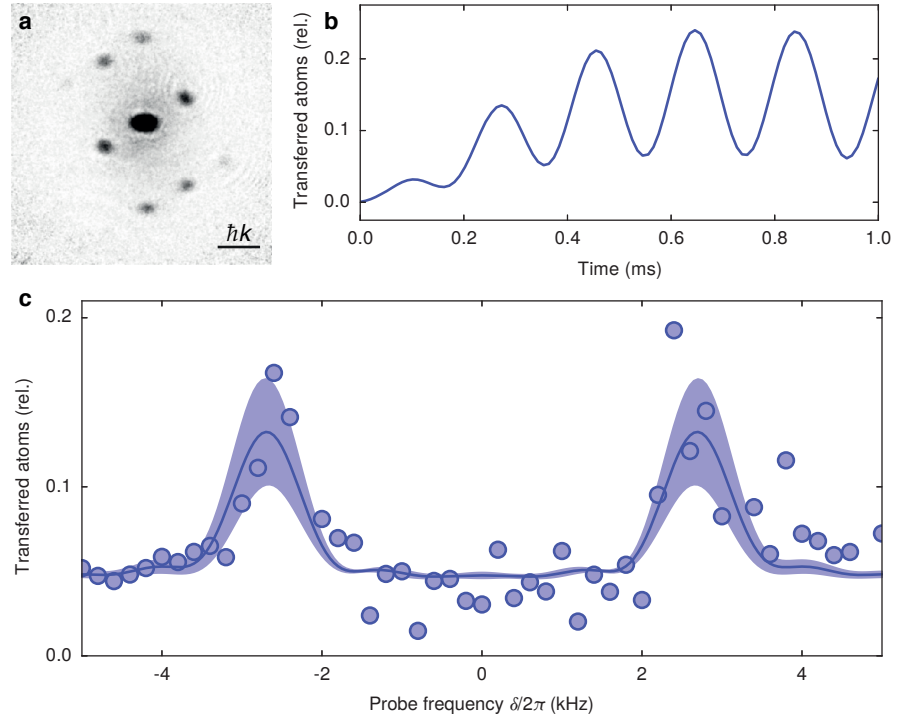 a
ħk
b
Transferred atoms (rel.)
0.2
0.1
0.0
0.0 0.2 0.4 0.6 0.8 1.0
Time (ms)
c
Transferred atoms (rel.)
0.2
0.1
0.0
-4 -2 0 2 4
Probe frequency δ/2π (kHz)